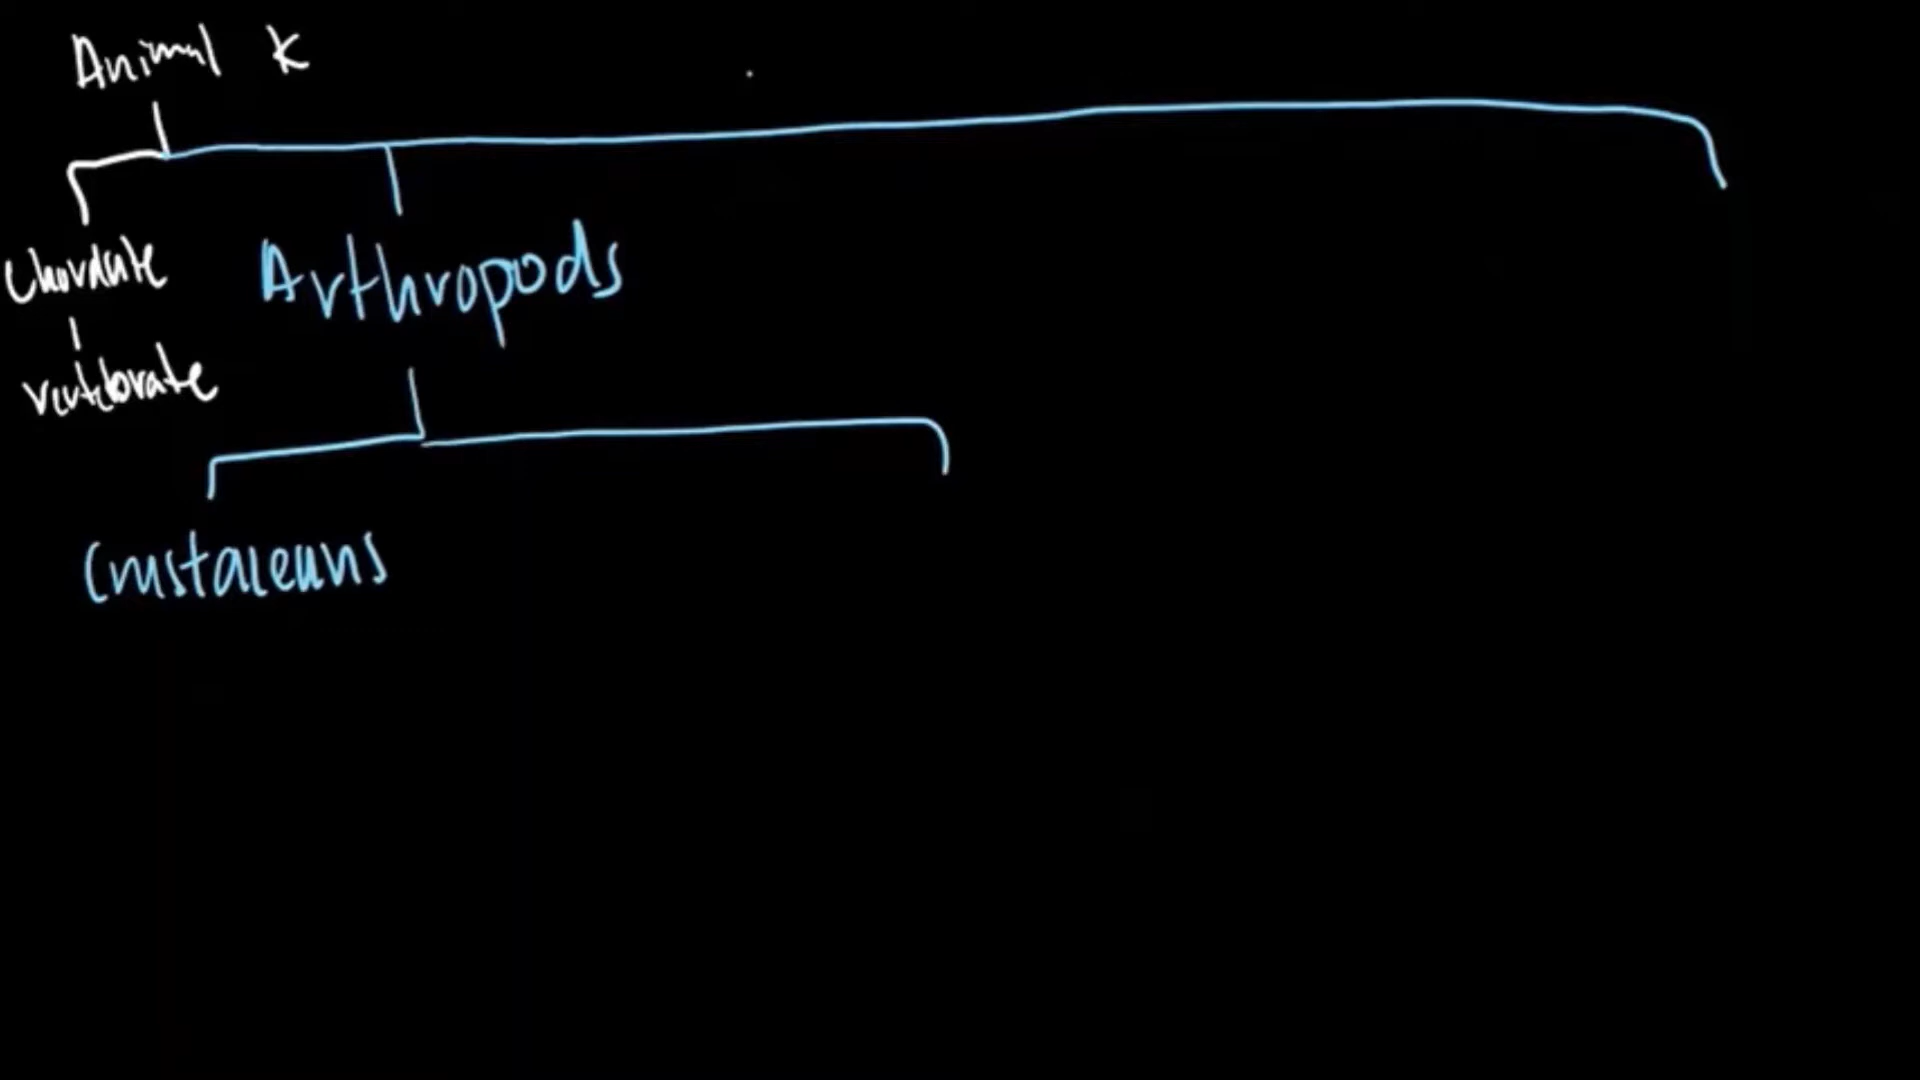 Animal K
Chordate
Arthropods
vertebrate
Crustaceans